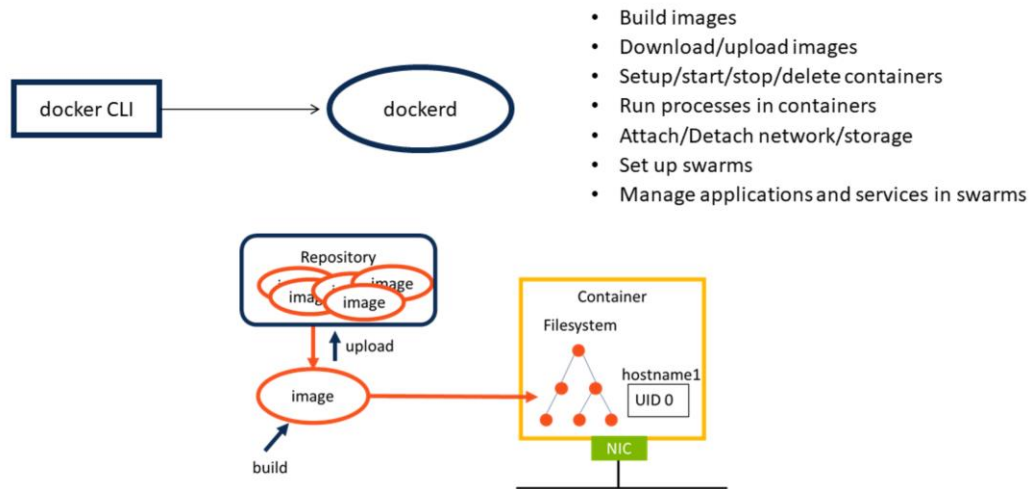 docker CLI
dockerd
• Build images
• Download/upload images
• Setup/start/stop/delete containers
• Run processes in containers
• Attach/Detach network/storage
• Set up swarms
• Manage applications and services in swarms
Repository
image
image
upload
image
build
Container
Filesystem
hostname1
UID 0
NIC